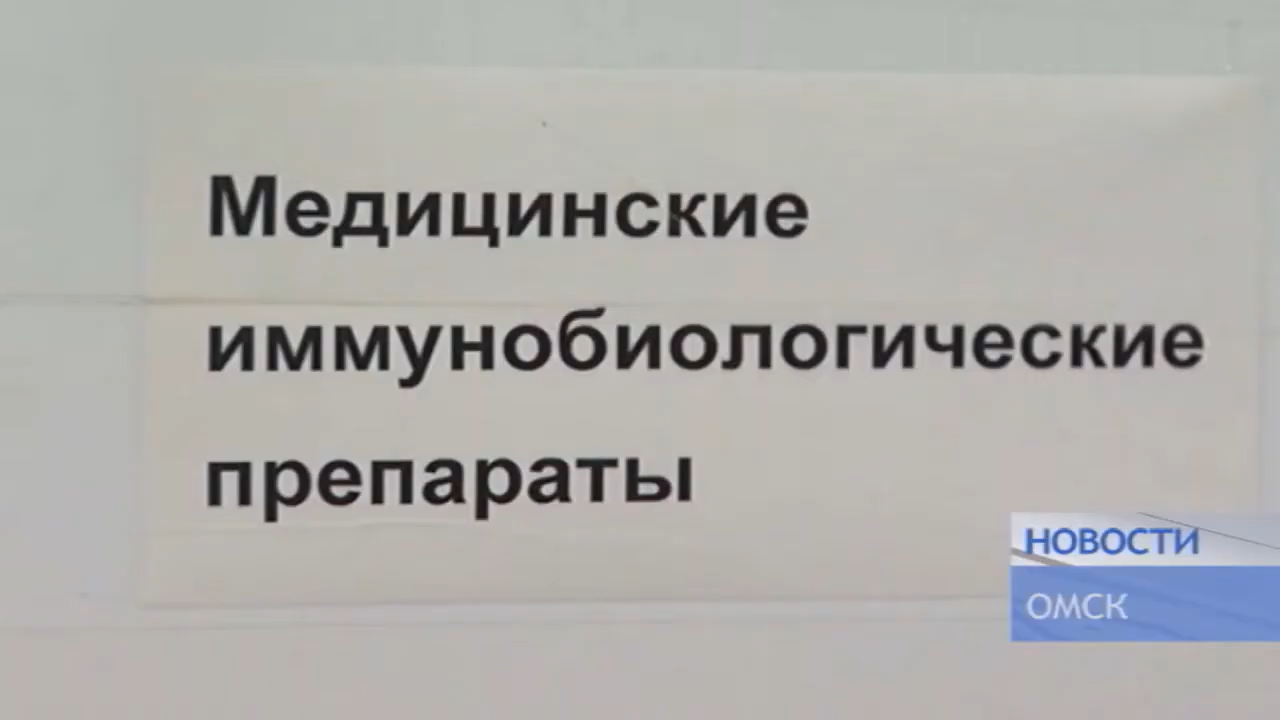 Медицинские
иммунобиологические
препараты
НОВОСТИ
ОМСК